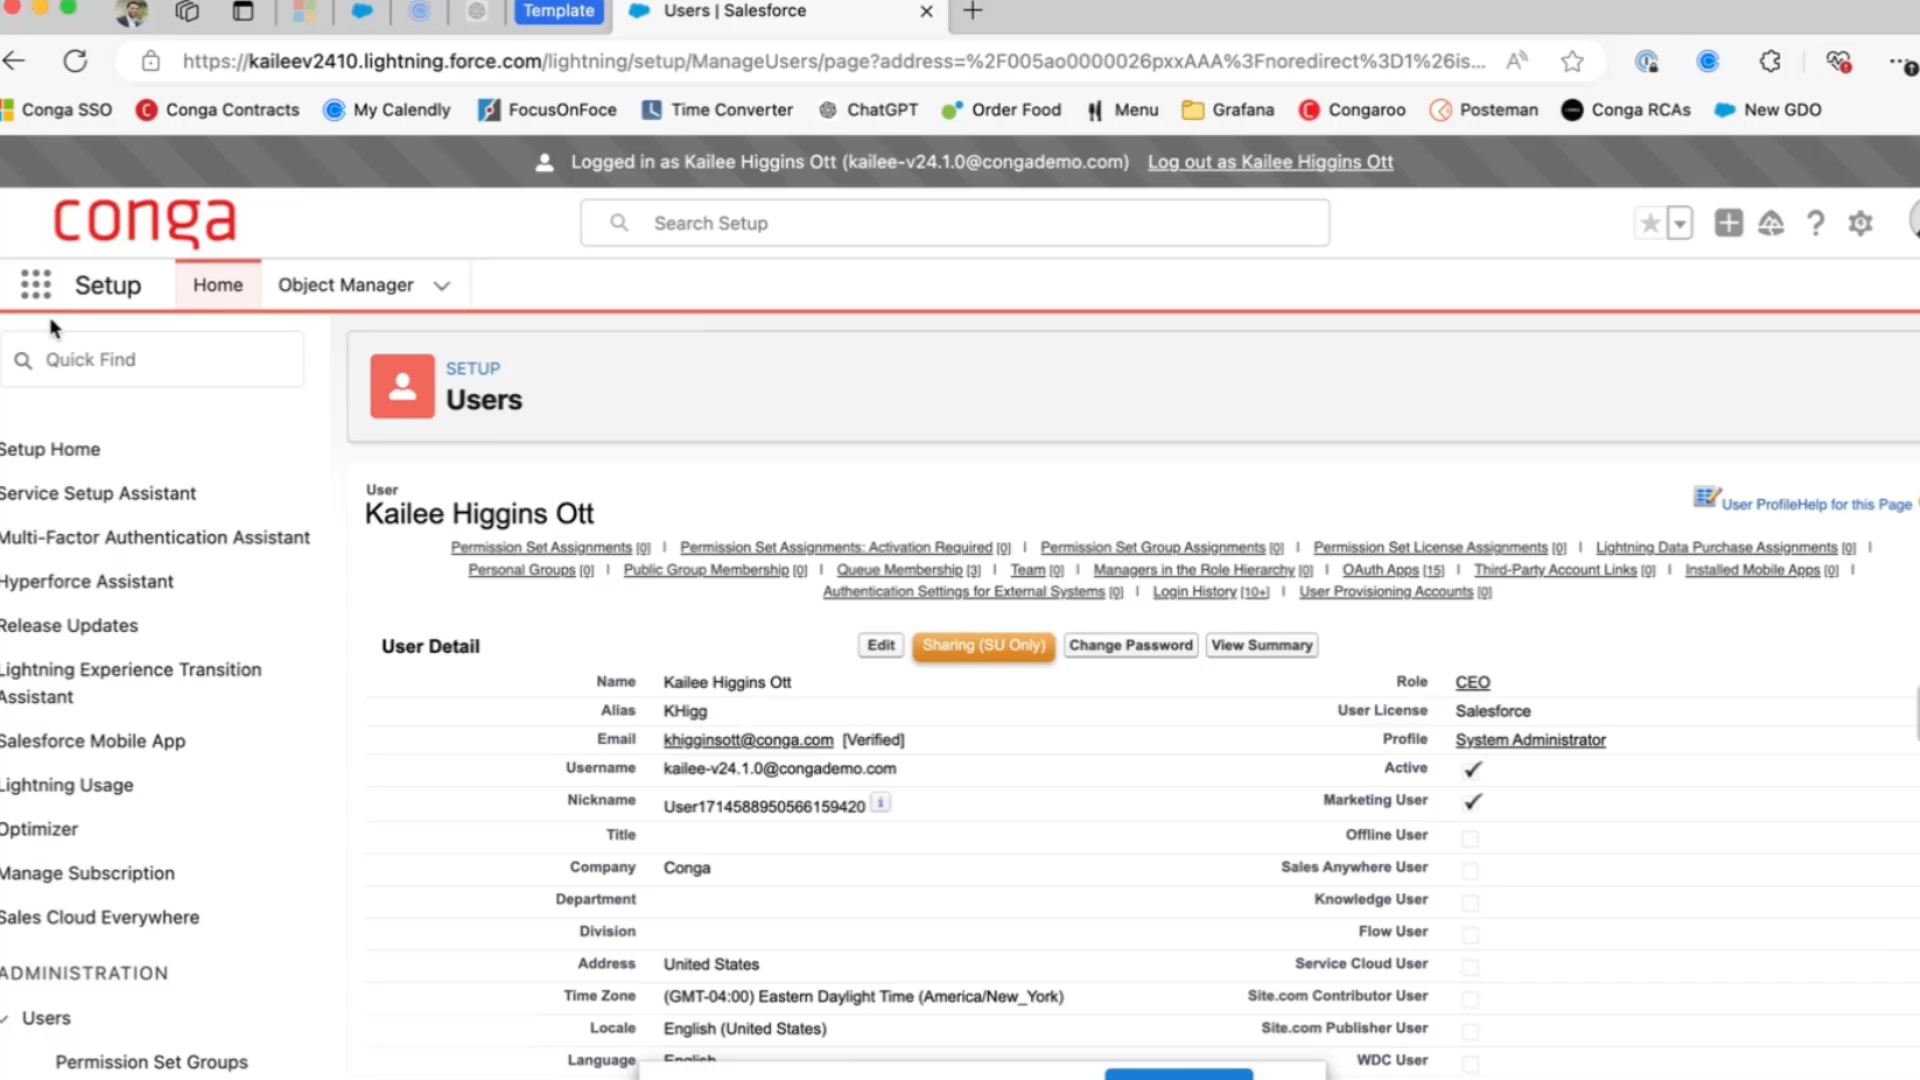 Template
Users | Salesforce
https://kaileev2410.lightning.force.com/lightning/setup/ManageUsers/page?address=%2F005ao0000026pxxAAA%3Fnoredirect%3D1%26is...
Conga SSO
Conga Contracts
My Calendly
FocusOnFoce
Time Converter
ChatGPT
Order Food
Menu
Grafana
Congaroo
Posteman
Conga RCAs
New GDO
Logged in as Kailee Higgins Ott (kailee-v24.1.0@congademo.com) Log out as Kailee Higgins Ott
conga
Search Setup
Setup
Home
Object Manager
Quick Find
Setup Home
Service Setup Assistant
Multi-Factor Authentication Assistant
Hyperforce Assistant
Release Updates
Lightning Experience Transition
Assistant
Salesforce Mobile App
Lightning Usage
Optimizer
Manage Subscription
Sales Cloud Everywhere
ADMINISTRATION
Users
Permission Set Groups
SETUP
Users
User
Kailee Higgins Ott
User Profile Help for this Page
Permission Set Assignments [0] | Permission Set Assignments: Activation Required [0] | Permission Set Group Assignments [0] | Permission Set License Assignments [0] | Lightning Data Purchase Assignments [0] |
Personal Groups [0] | Public Group Membership [0] | Queue Membership [3] | Team [0] | Managers in the Role Hierarchy [0] | OAuth Apps [15] | Third-Party Account Links [0] | Installed Mobile Apps [0] |
Authentication Settings for External Systems [0] | Login History [10+] | User Provisioning Accounts [0]
User Detail
Edit
Sharing (SU Only)
Change Password
View Summary
Name Kailee Higgins Ott
Role CEO
Alias KHigg
User License Salesforce
Email khigginsott@conga.com [Verified]
Profile System Administrator
Username kailee-v24.1.0@congademo.com
Active
Nickname User1714588950566159420 i
Marketing User
Title
Offline User
Company Conga
Sales Anywhere User
Department
Knowledge User
Division
Flow User
Address United States
Service Cloud User
Time Zone (GMT-04:00) Eastern Daylight Time (America/New_York)
Site.com Contributor User
Locale English (United States)
Site.com Publisher User
Language English
WDC User